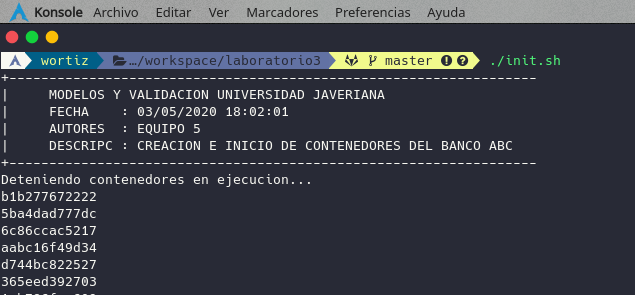 Konsole Archivo Editar Ver Marcadores Preferencias Ayuda
wortiz …/workspace/laboratorio3 master ./init.sh
+-----------------------------------------------------------------
| MODELOS Y VALIDACION UNIVERSIDAD JAVERIANA
| FECHA : 03/05/2020 18:02:01
| AUTORES : EQUIPO 5
| DESCRIPC : CREACION E INICIO DE CONTENEDORES DEL BANCO ABC
+-----------------------------------------------------------------
Deteniendo contenedores en ejecucion...
b1b277672222
5ba4dad777dc
6c86ccac5217
aabc16f49d34
d744bc822527
365eed392703